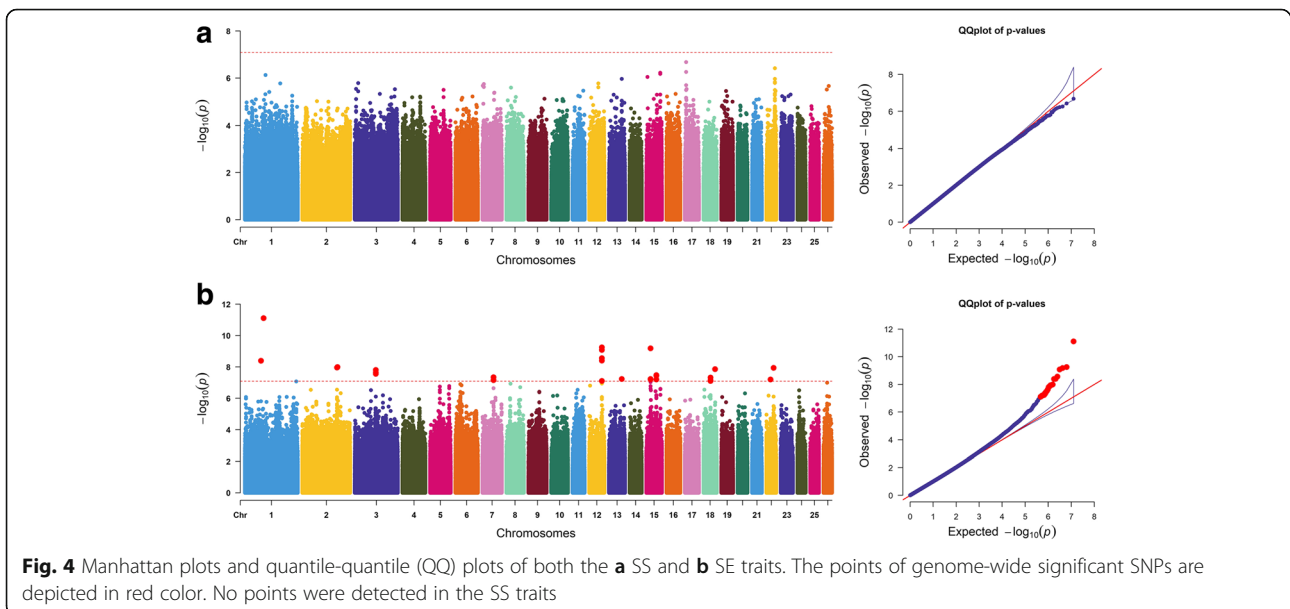 a
8
6
4
2
0
−log₁₀(p)
Chr 1 2 3 4 5 6 7 8 9 10 11 12 13 14 15 16 17 18 19 21 23 25
Chromosomes
QQplot of p-values
8
6
4
2
0
Observed −log₁₀(p)
0 1 2 3 4 5 6 7 8
Expected −log₁₀(p)
b
12
10
8
6
4
2
0
−log₁₀(p)
Chr 1 2 3 4 5 6 7 8 9 10 11 12 13 14 15 16 17 18 19 21 23 25
Chromosomes
QQplot of p-values
12
10
8
6
4
2
0
Observed −log₁₀(p)
0 1 2 3 4 5 6 7 8
Expected −log₁₀(p)
Fig. 4 Manhattan plots and quantile-quantile (QQ) plots of both the a SS and b SE traits. The points of genome-wide significant SNPs are
depicted in red color. No points were detected in the SS traits